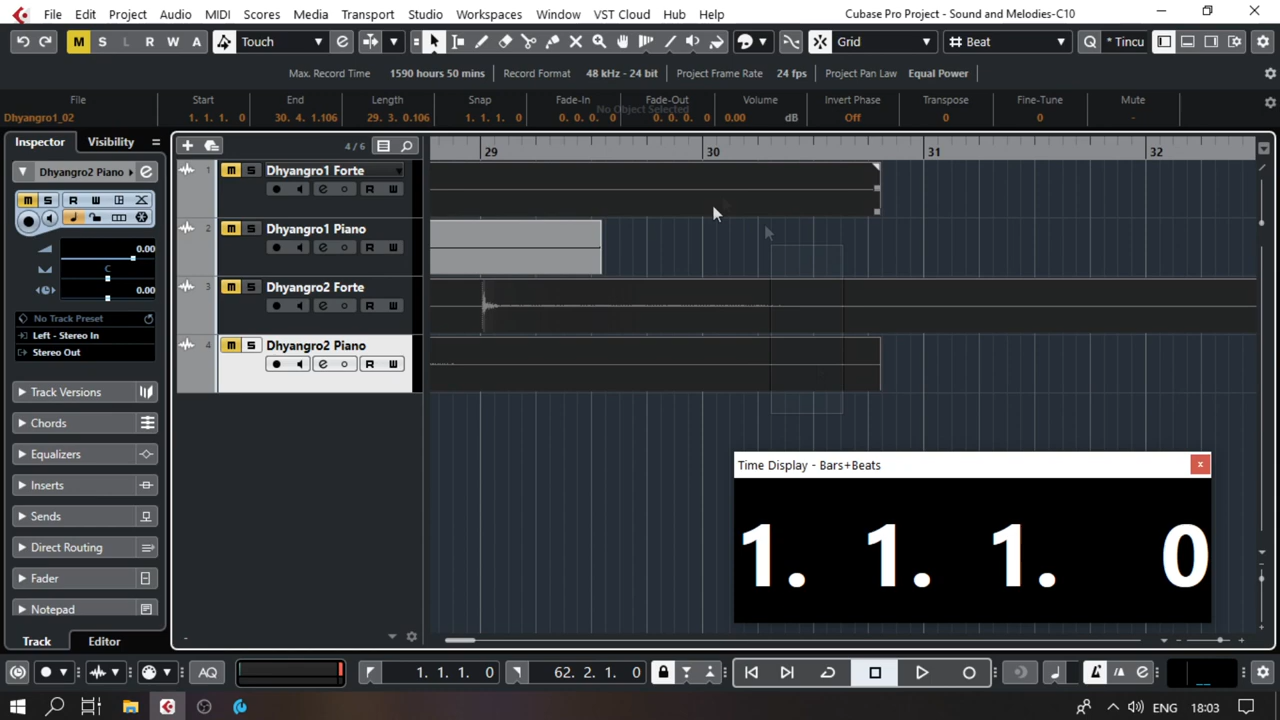 File Edit Project Audio MIDI Scores Media Transport Studio Workspaces Window VST Cloud Hub Help Cubase Pro Project - Sound and Melodies-C10
M S L R W A Touch e Grid Beat Q * Tincu
Max. Record Time 1590 hours 50 mins Record Format 48 kHz - 24 bit Project Frame Rate 24 fps Project Pan Law Equal Power
File Start End Length Snap Fade-In Fade-Out Volume Invert Phase Transpose Fine-Tune Mute
No Object Selected
Dhyangro1_02 1. 1. 1. 0 30. 4. 1.106 29. 3. 0.106 1. 1. 1. 0 0. 0. 0. 0 0. 0. 0. 0 0.00 dB Off 0 0 -
Inspector Visibility 4 / 6 29 30 31 32
Dhyangro2 Piano e
m S R W
0.00
C
0.00
No Track Preset
Left - Stereo In
Stereo Out
Track Versions
Chords
Equalizers
Inserts
Sends
Direct Routing
Fader
Notepad
Track Editor
1 m S Dhyangro1 Forte
e R W
2 m S Dhyangro1 Piano
e R W
3 m S Dhyangro2 Forte
e R W
4 m S Dhyangro2 Piano
e R W
Time Display - Bars+Beats x
1. 1. 1. 0
AQ 1. 1. 1. 0 62. 2. 1. 0 e
ENG 18:03